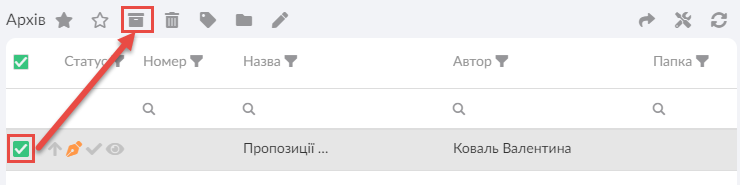 Архів
Статус Номер Назва Автор Папка
Пропозиції ... Коваль Валентина